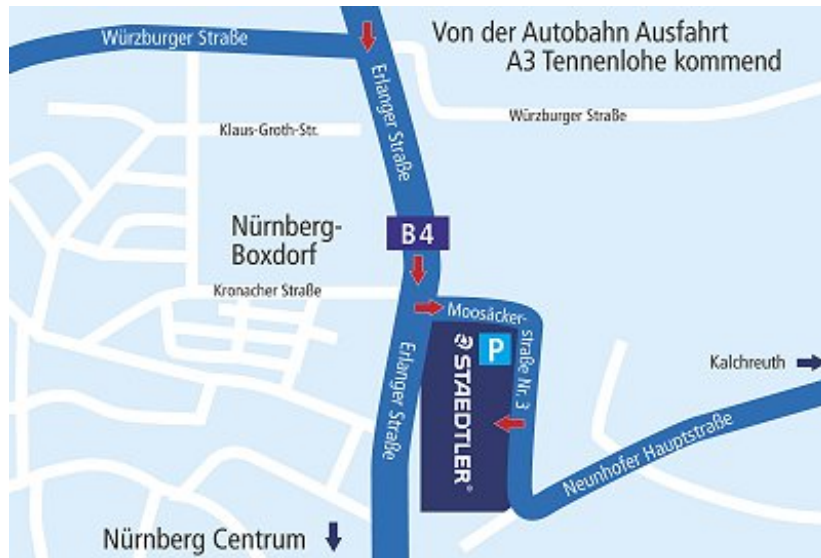 Würzburger Straße
Von der Autobahn Ausfahrt
A3 Tennenlohe kommend
Erlanger Straße
Würzburger Straße
Klaus-Groth-Str.
Nürnberg-
Boxdorf
B4
Kronacher Straße
Moosäcker-
straße Nr. 3
P
STAEDTLER®
Erlanger Straße
Kalchreuth
Neunhofer Hauptstraße
Nürnberg Centrum